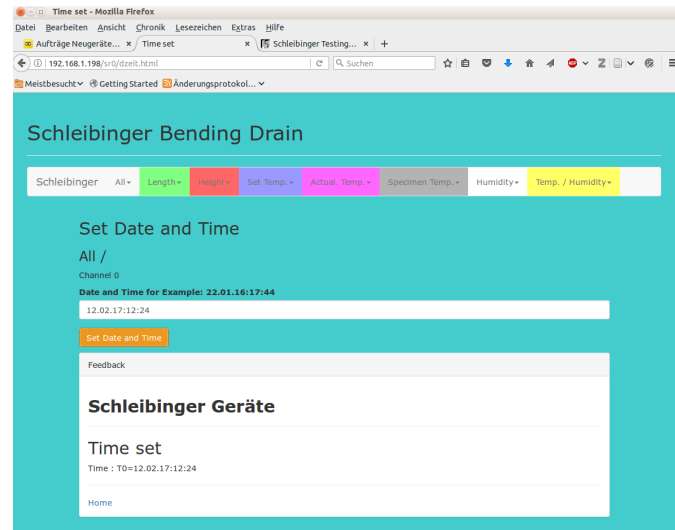 Time set - Mozilla Firefox
Datei Bearbeiten Ansicht Chronik Lesezeichen Extras Hilfe
Aufträge Neugeräte... × Time set × Schleibinger Testing... × +
192.168.1.198/sr0/dzeit.html Suchen
Meistbesucht Getting Started Änderungsprotokol...
Schleibinger Bending Drain
Schleibinger All Length Height Set Temp. Actual. Temp. Specimen Temp. Humidity Temp. / Humidity
Set Date and Time
All /
Channel 0
Date and Time for Example: 22.01.16:17:44
12.02.17:12:24
Set Date and Time
Feedback
Schleibinger Geräte
Time set
Time : T0=12.02.17:12:24
Home